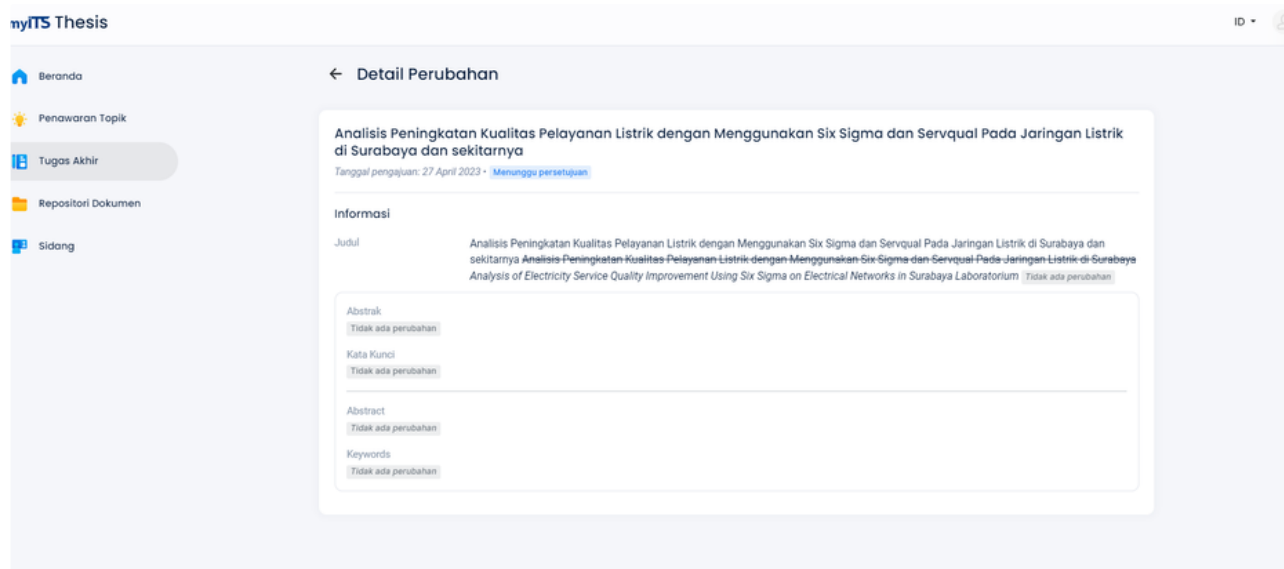 myITS Thesis
ID
Beranda
Penawaran Topik
Tugas Akhir
Repositori Dokumen
Sidang
Detail Perubahan
Analisis Peningkatan Kualitas Pelayanan Listrik dengan Menggunakan Six Sigma dan Servqual Pada Jaringan Listrik
di Surabaya dan sekitarnya
Tanggal pengajuan: 27 April 2023 • Menunggu persetujuan
Informasi
Judul
Analisis Peningkatan Kualitas Pelayanan Listrik dengan Menggunakan Six Sigma dan Servqual Pada Jaringan Listrik di Surabaya dan
sekitarnya Analisis Peningkatan Kualitas Pelayanan Listrik dengan Menggunakan Six Sigma dan Servqual Pada Jaringan Listrik di Surabaya
Analysis of Electricity Service Quality Improvement Using Six Sigma on Electrical Networks in Surabaya Laboratorium Tidak ada perubahan
Abstrak
Tidak ada perubahan
Kata Kunci
Tidak ada perubahan
Abstract
Tidak ada perubahan
Keywords
Tidak ada perubahan